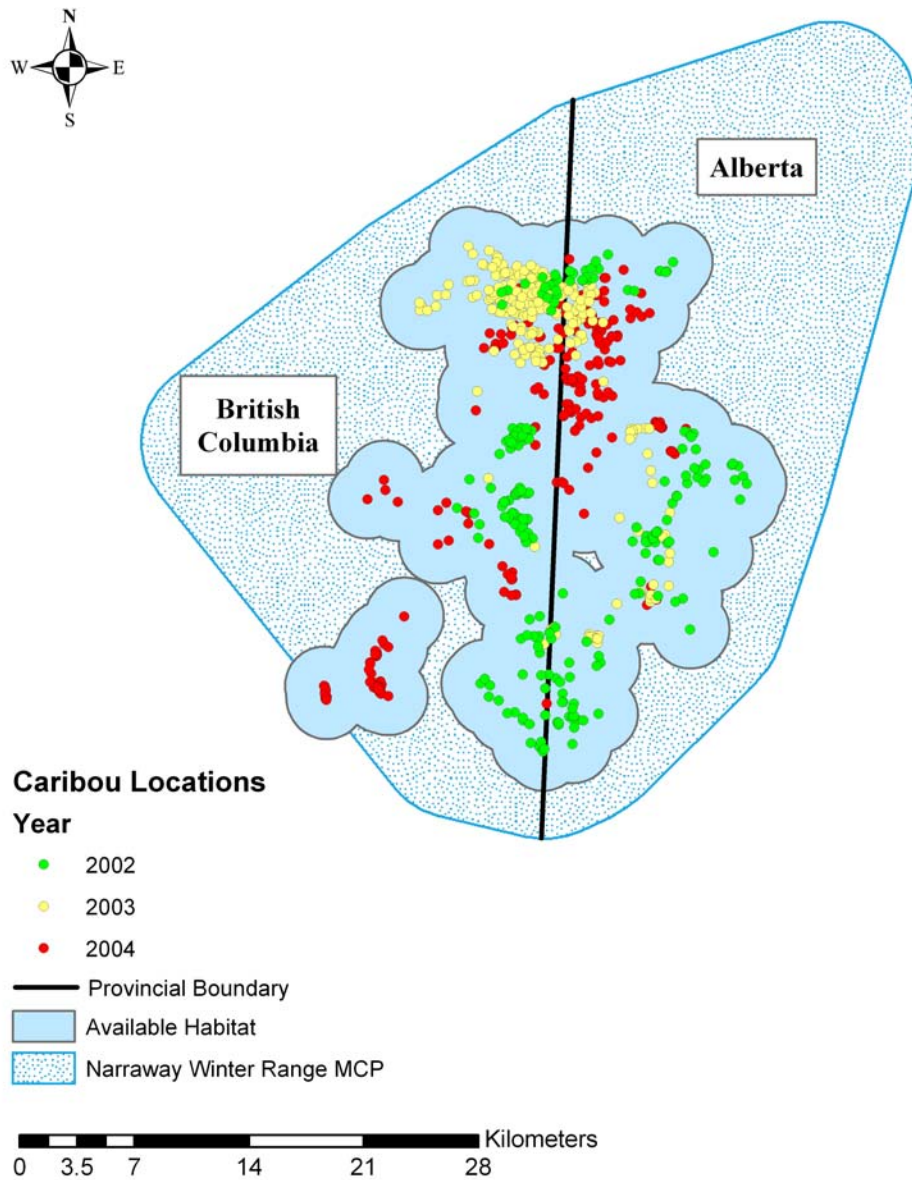 N
W E
S
Alberta
British
Columbia
Caribou Locations
Year
2002
2003
2004
Provincial Boundary
Available Habitat
Narraway Winter Range MCP
Kilometers
0 3.5 7 14 21 28